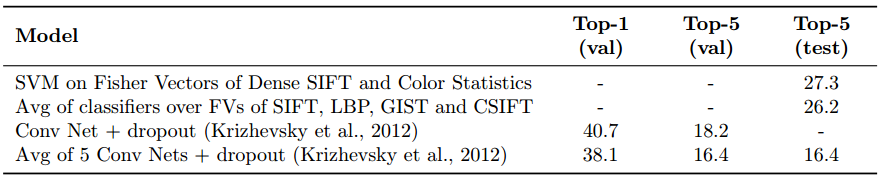 Model Top-1 (val) Top-5 (val) Top-5 (test)
SVM on Fisher Vectors of Dense SIFT and Color Statistics - - 27.3
Avg of classifiers over FVs of SIFT, LBP, GIST and CSIFT - - 26.2
Conv Net + dropout (Krizhevsky et al., 2012) 40.7 18.2 -
Avg of 5 Conv Nets + dropout (Krizhevsky et al., 2012) 38.1 16.4 16.4